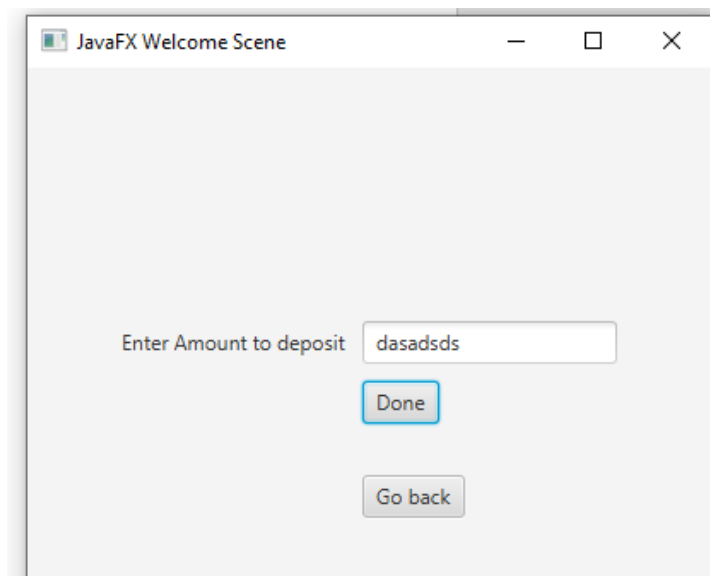 JavaFX Welcome Scene
Enter Amount to deposit dasadsds
Done
Go back